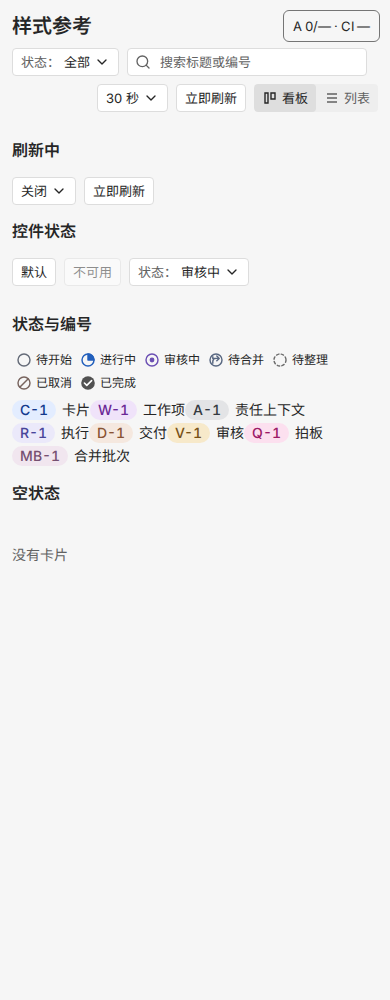 样式参考
A 0/— · CI —
状态： 全部
搜索标题或编号
30 秒
立即刷新
看板
列表
刷新中
关闭
立即刷新
控件状态
默认
不可用
状态： 审核中
状态与编号
待开始 进行中 审核中 待合并 待整理
已取消 已完成
C-1 卡片 W-1 工作项 A-1 责任上下文
R-1 执行 D-1 交付 V-1 审核 Q-1 拍板
MB-1 合并批次
空状态
没有卡片